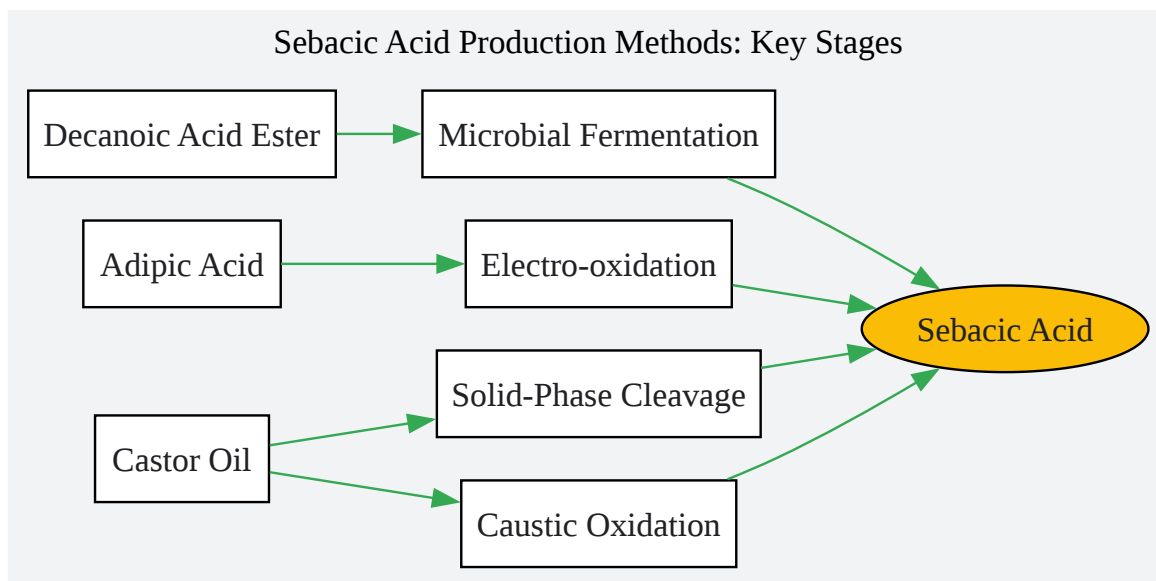 Sebacic Acid Production Methods: Key Stages
Decanoic Acid Ester
Microbial Fermentation
Adipic Acid
Electro-oxidation
Sebacic Acid
Solid-Phase Cleavage
Castor Oil
Caustic Oxidation